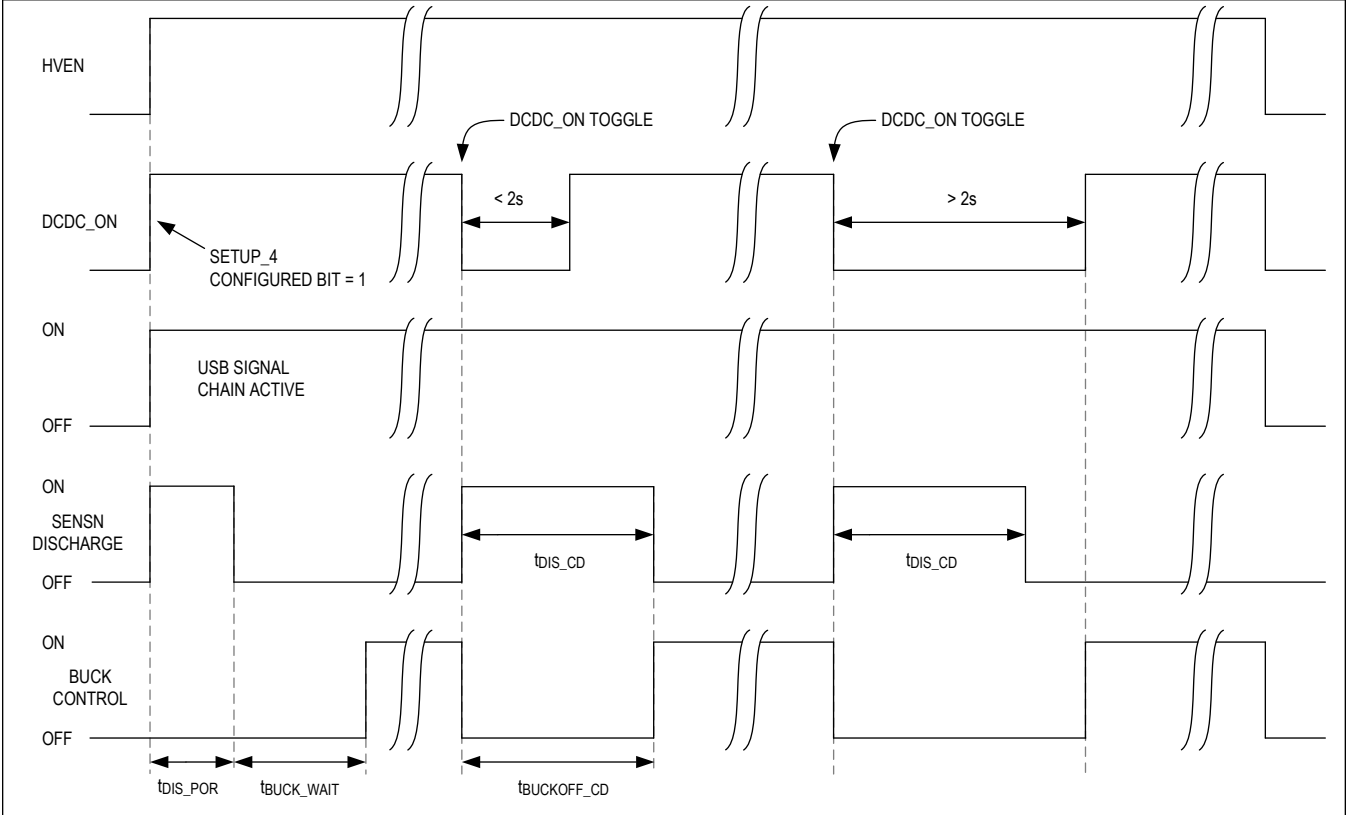 HVEN
DCDC_ON TOGGLE
DCDC_ON TOGGLE
DCDC_ON
< 2s
> 2s
SETUP_4
CONFIGURED BIT = 1
ON
USB SIGNAL
CHAIN ACTIVE
OFF
ON
SENSN
DISCHARGE
tDIS_CD
tDIS_CD
OFF
ON
BUCK
CONTROL
OFF
tDIS_POR
tBUCK_WAIT
tBUCKOFF_CD